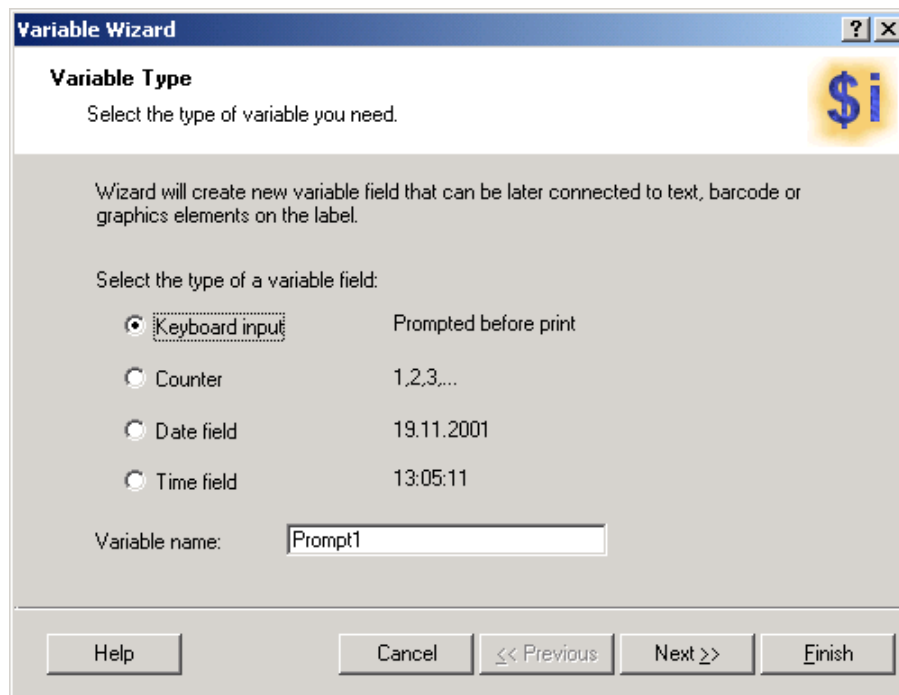 Variable Wizard
? X
Variable Type
Select the type of variable you need.
$i
Wizard will create new variable field that can be later connected to text, barcode or
graphics elements on the label.
Select the type of a variable field:
Keyboard input Prompted before print
Counter 1,2,3,...
Date field 19.11.2001
Time field 13:05:11
Variable name: Prompt1
Help Cancel << Previous Next >> Finish